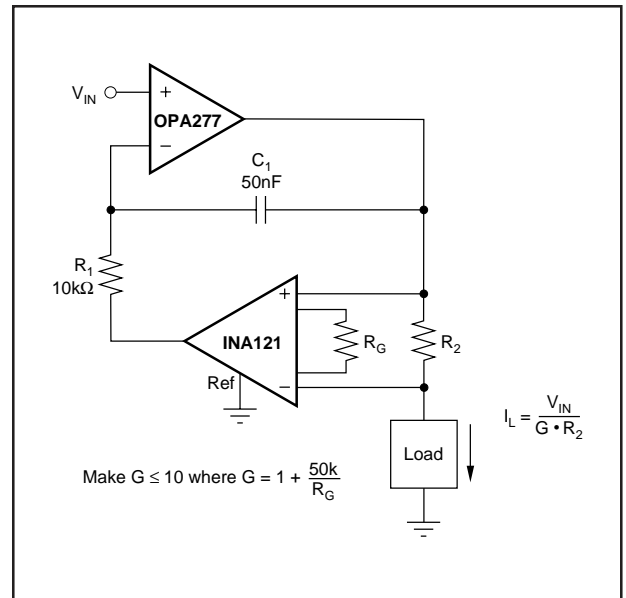 V_IN
+
OPA277
−
C_1
50nF
R_1
10kΩ
+
INA121
R_G
R_2
Ref
−
Load
I_L = V_IN / G • R_2
Make G ≤ 10 where G = 1 + 50k / R_G